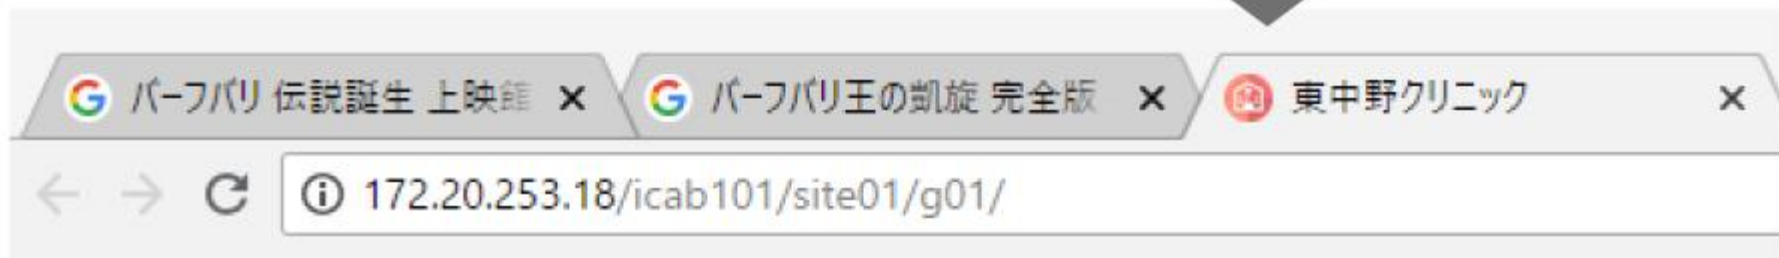 バーフバリ 伝説誕生 上映館
バーフバリ王の凱旋 完全版
東中野クリニック
172.20.253.18/icab101/site01/g01/